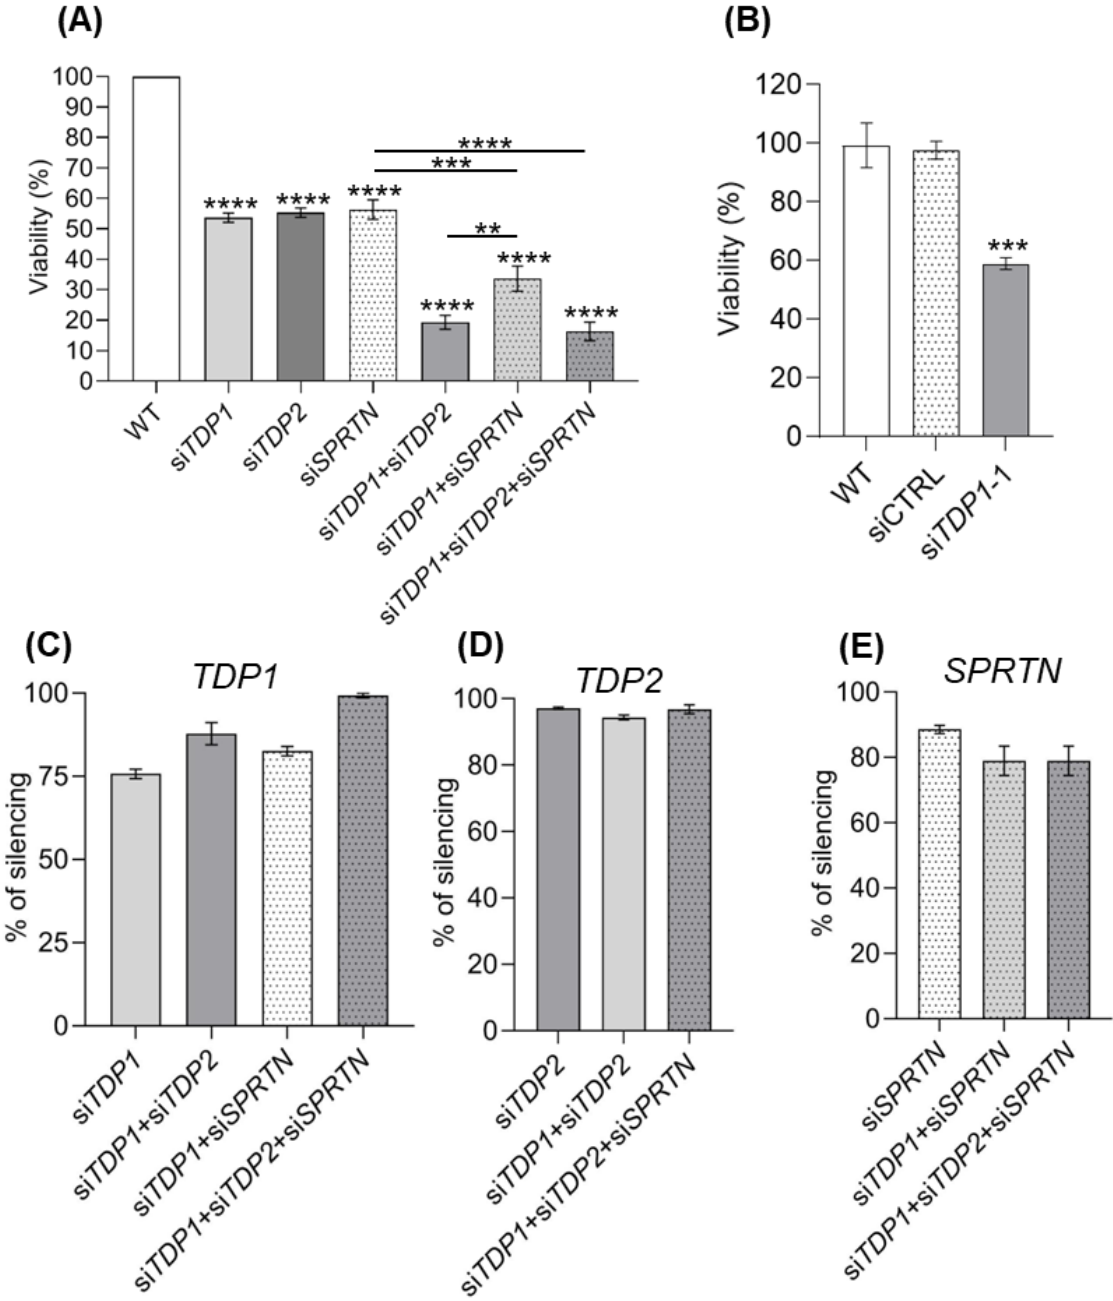 (A)
Viability (%)
100
90
80
70
60
50
40
30
20
10
0
****
****
****
****
***
**
****
****
****
WT
siTDP1
siTDP2
siSPRTN
siTDP1+siTDP2
siTDP1+siSPRTN
siTDP1+siTDP2+siSPRTN
(B)
Viability (%)
120
100
80
60
40
20
0
***
WT
siCTRL
siTDP1-1
(C)
TDP1
% of silencing
100
75
50
25
0
siTDP1
siTDP1+siTDP2
siTDP1+siSPRTN
siTDP1+siTDP2+siSPRTN
(D)
TDP2
% of silencing
100
80
60
40
20
0
siTDP2
siTDP1+siTDP2
siTDP1+siTDP2+siSPRTN
(E)
SPRTN
% of silencing
100
80
60
40
20
0
siSPRTN
siTDP1+siSPRTN
siTDP1+siTDP2+siSPRTN